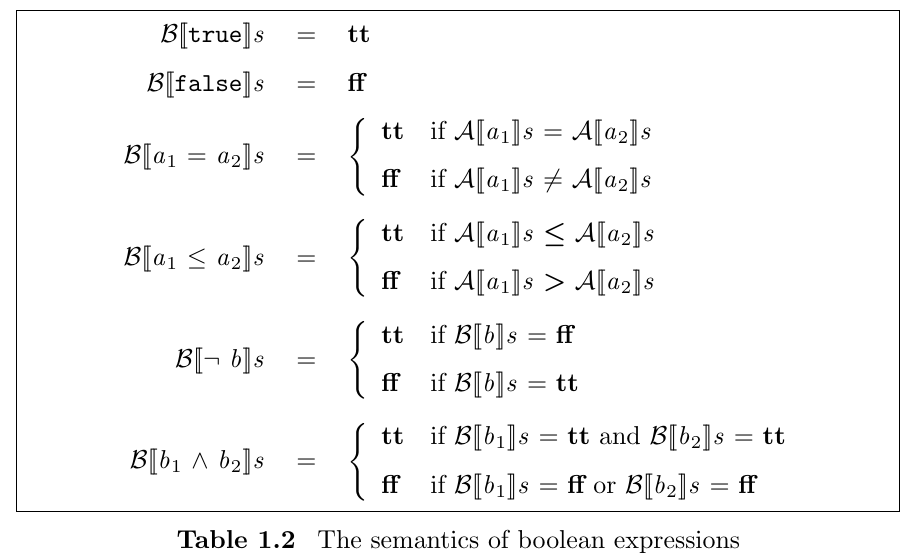 ℬ⟦true⟧s = tt
ℬ⟦false⟧s = ff
ℬ⟦a₁ = a₂⟧s = { tt if 𝒜⟦a₁⟧s = 𝒜⟦a₂⟧s
ff if 𝒜⟦a₁⟧s ≠ 𝒜⟦a₂⟧s
ℬ⟦a₁ ≤ a₂⟧s = { tt if 𝒜⟦a₁⟧s ≤ 𝒜⟦a₂⟧s
ff if 𝒜⟦a₁⟧s > 𝒜⟦a₂⟧s
ℬ⟦¬ b⟧s = { tt if ℬ⟦b⟧s = ff
ff if ℬ⟦b⟧s = tt
ℬ⟦b₁ ∧ b₂⟧s = { tt if ℬ⟦b₁⟧s = tt and ℬ⟦b₂⟧s = tt
ff if ℬ⟦b₁⟧s = ff or ℬ⟦b₂⟧s = ff
Table 1.2 The semantics of boolean expressions